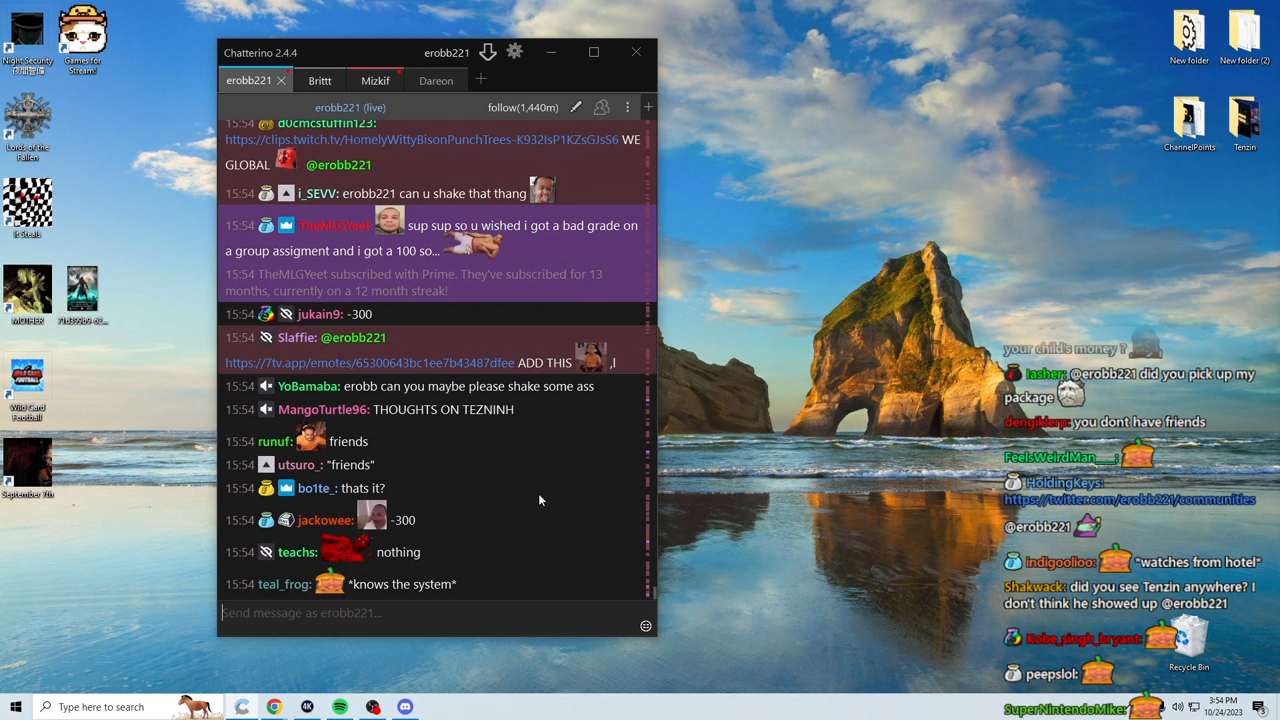 Night Security
夜間警備
Games for
Stream!
Lords of the
Fallen
It Steals
MOTHER
Wild Card
Football
September 7th
New folder
New folder (2)
ChannelPoints
Tenzin
Recycle Bin
Chatterino 2.4.4
erobb221
erobb221
Brittt
Mizkif
Dareon
erobb221 (live)
follow(1,440m)
15:54 d0cmcstuffin123:
https://clips.twitch.tv/HomelyWittyBisonPunchTrees-K932IsP1KZsGJsS6 WE
GLOBAL @erobb221
15:54 i_SEVV: erobb221 can u shake that thang
15:54 TheMLGYeet sup sup so u wished i got a bad grade on
a group assigment and i got a 100 so...
15:54 TheMLGYeet subscribed with Prime. They've subscribed for 13
months, currently on a 12 month streak!
15:54 jukain9: -300
15:54 Slaffie: @erobb221
https://7tv.app/emotes/65300643bc1ee7b43487dfee ADD THIS ,I
15:54 YoBamaba: erobb can you maybe please shake some ass
15:54 MangoTurtle96: THOUGHTS ON TEZNINH
15:54 runuf: friends
15:54 utsuro_: "friends"
15:54 bo1te_: thats it?
15:54 jackowee: -300
15:54 teachs: nothing
15:54 teal_frog: *knows the system*
Send message as erobb221...
your child's money ?
lasher: @erobb221 did you pick up my
package
dengiklerp: you dont have friends
FeelsWeirdMan___:
HoldingKeys:
https://twitter.com/erobb221/communities
@erobb221
indigoolloo: *watches from hotel*
Shakwack: did you see Tenzin anywhere? I
don't think he showed up @erobb221
Kobe_singh_bryant:
peepslol:
SuperNintendoMike:
Type here to search
3:54 PM
10/24/2023